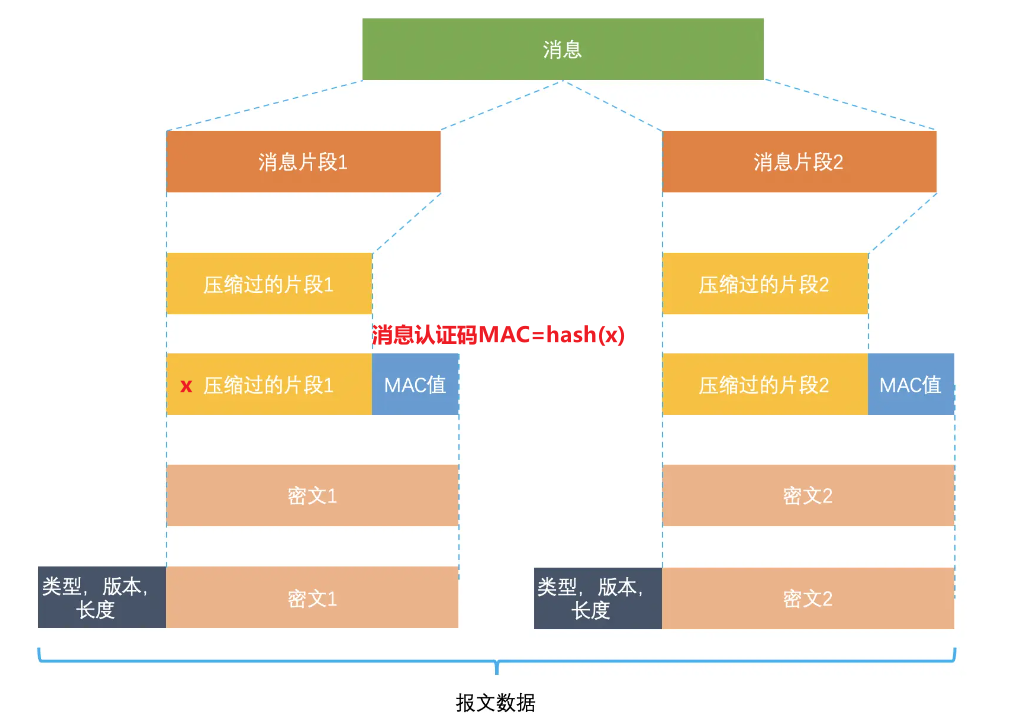 消息
消息片段1
消息片段2
压缩过的片段1
压缩过的片段2
消息认证码MAC=hash(x)
x 压缩过的片段1
MAC值
压缩过的片段2
MAC值
密文1
密文2
类型，版本，
长度
密文1
类型，版本，
长度
密文2
报文数据